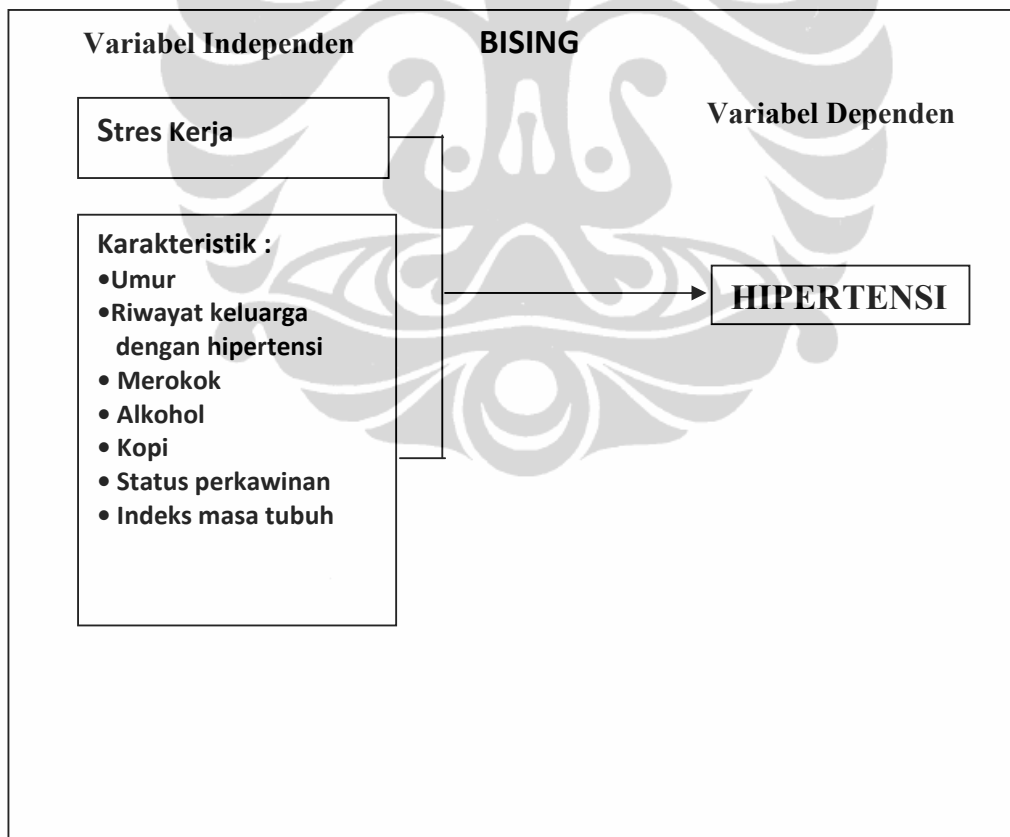 Variabel Independen
BISING
Variabel Dependen
Stres Kerja
Karakteristik :
•Umur
•Riwayat keluarga
dengan hipertensi
• Merokok
• Alkohol
• Kopi
• Status perkawinan
• Indeks masa tubuh
HIPERTENSI